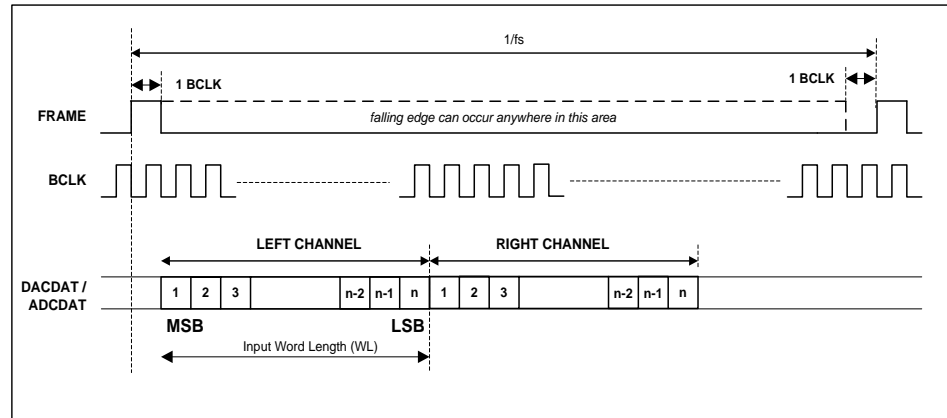 1/fs
1 BCLK
1 BCLK
FRAME
falling edge can occur anywhere in this area
BCLK
LEFT CHANNEL
RIGHT CHANNEL
DACDAT /
ADCDAT
1 2 3 n-2 n-1 n 1 2 3 n-2 n-1 n
MSB
LSB
Input Word Length (WL)